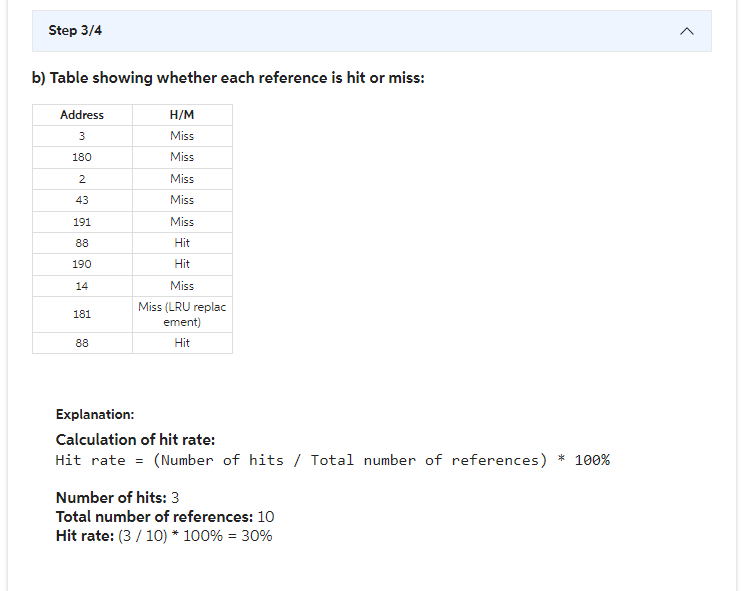 Step 3/4
b) Table showing whether each reference is hit or miss:
Address H/M
3 Miss
180 Miss
2 Miss
43 Miss
191 Miss
88 Hit
190 Hit
14 Miss
181 Miss (LRU replac
ement)
88 Hit
Explanation:
Calculation of hit rate:
Hit rate = (Number of hits / Total number of references) * 100%
Number of hits: 3
Total number of references: 10
Hit rate: (3 / 10) * 100% = 30%